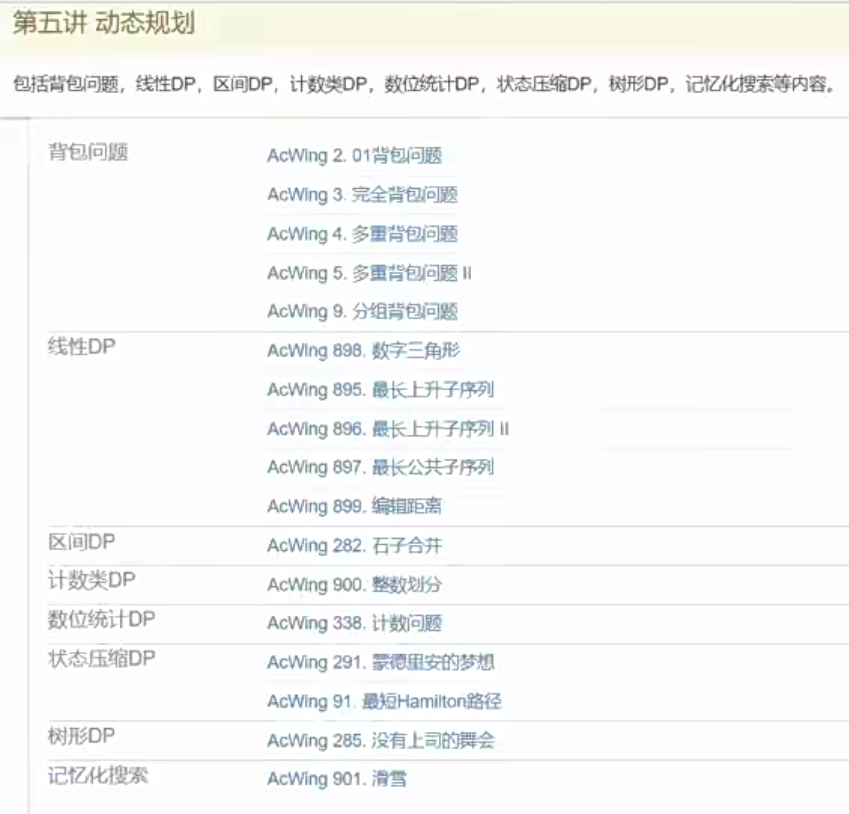 第五讲 动态规划
包括背包问题，线性DP，区间DP，计数类DP，数位统计DP，状态压缩DP，树形DP，记忆化搜索等内容。
背包问题 AcWing 2. 01背包问题
AcWing 3. 完全背包问题
AcWing 4. 多重背包问题
AcWing 5. 多重背包问题 II
AcWing 9. 分组背包问题
线性DP AcWing 898. 数字三角形
AcWing 895. 最长上升子序列
AcWing 896. 最长上升子序列 II
AcWing 897. 最长公共子序列
AcWing 899. 编辑距离
区间DP AcWing 282. 石子合并
计数类DP AcWing 900. 整数划分
数位统计DP AcWing 338. 计数问题
状态压缩DP AcWing 291. 蒙德里安的梦想
AcWing 91. 最短Hamilton路径
树形DP AcWing 285. 没有上司的舞会
记忆化搜索 AcWing 901. 滑雪